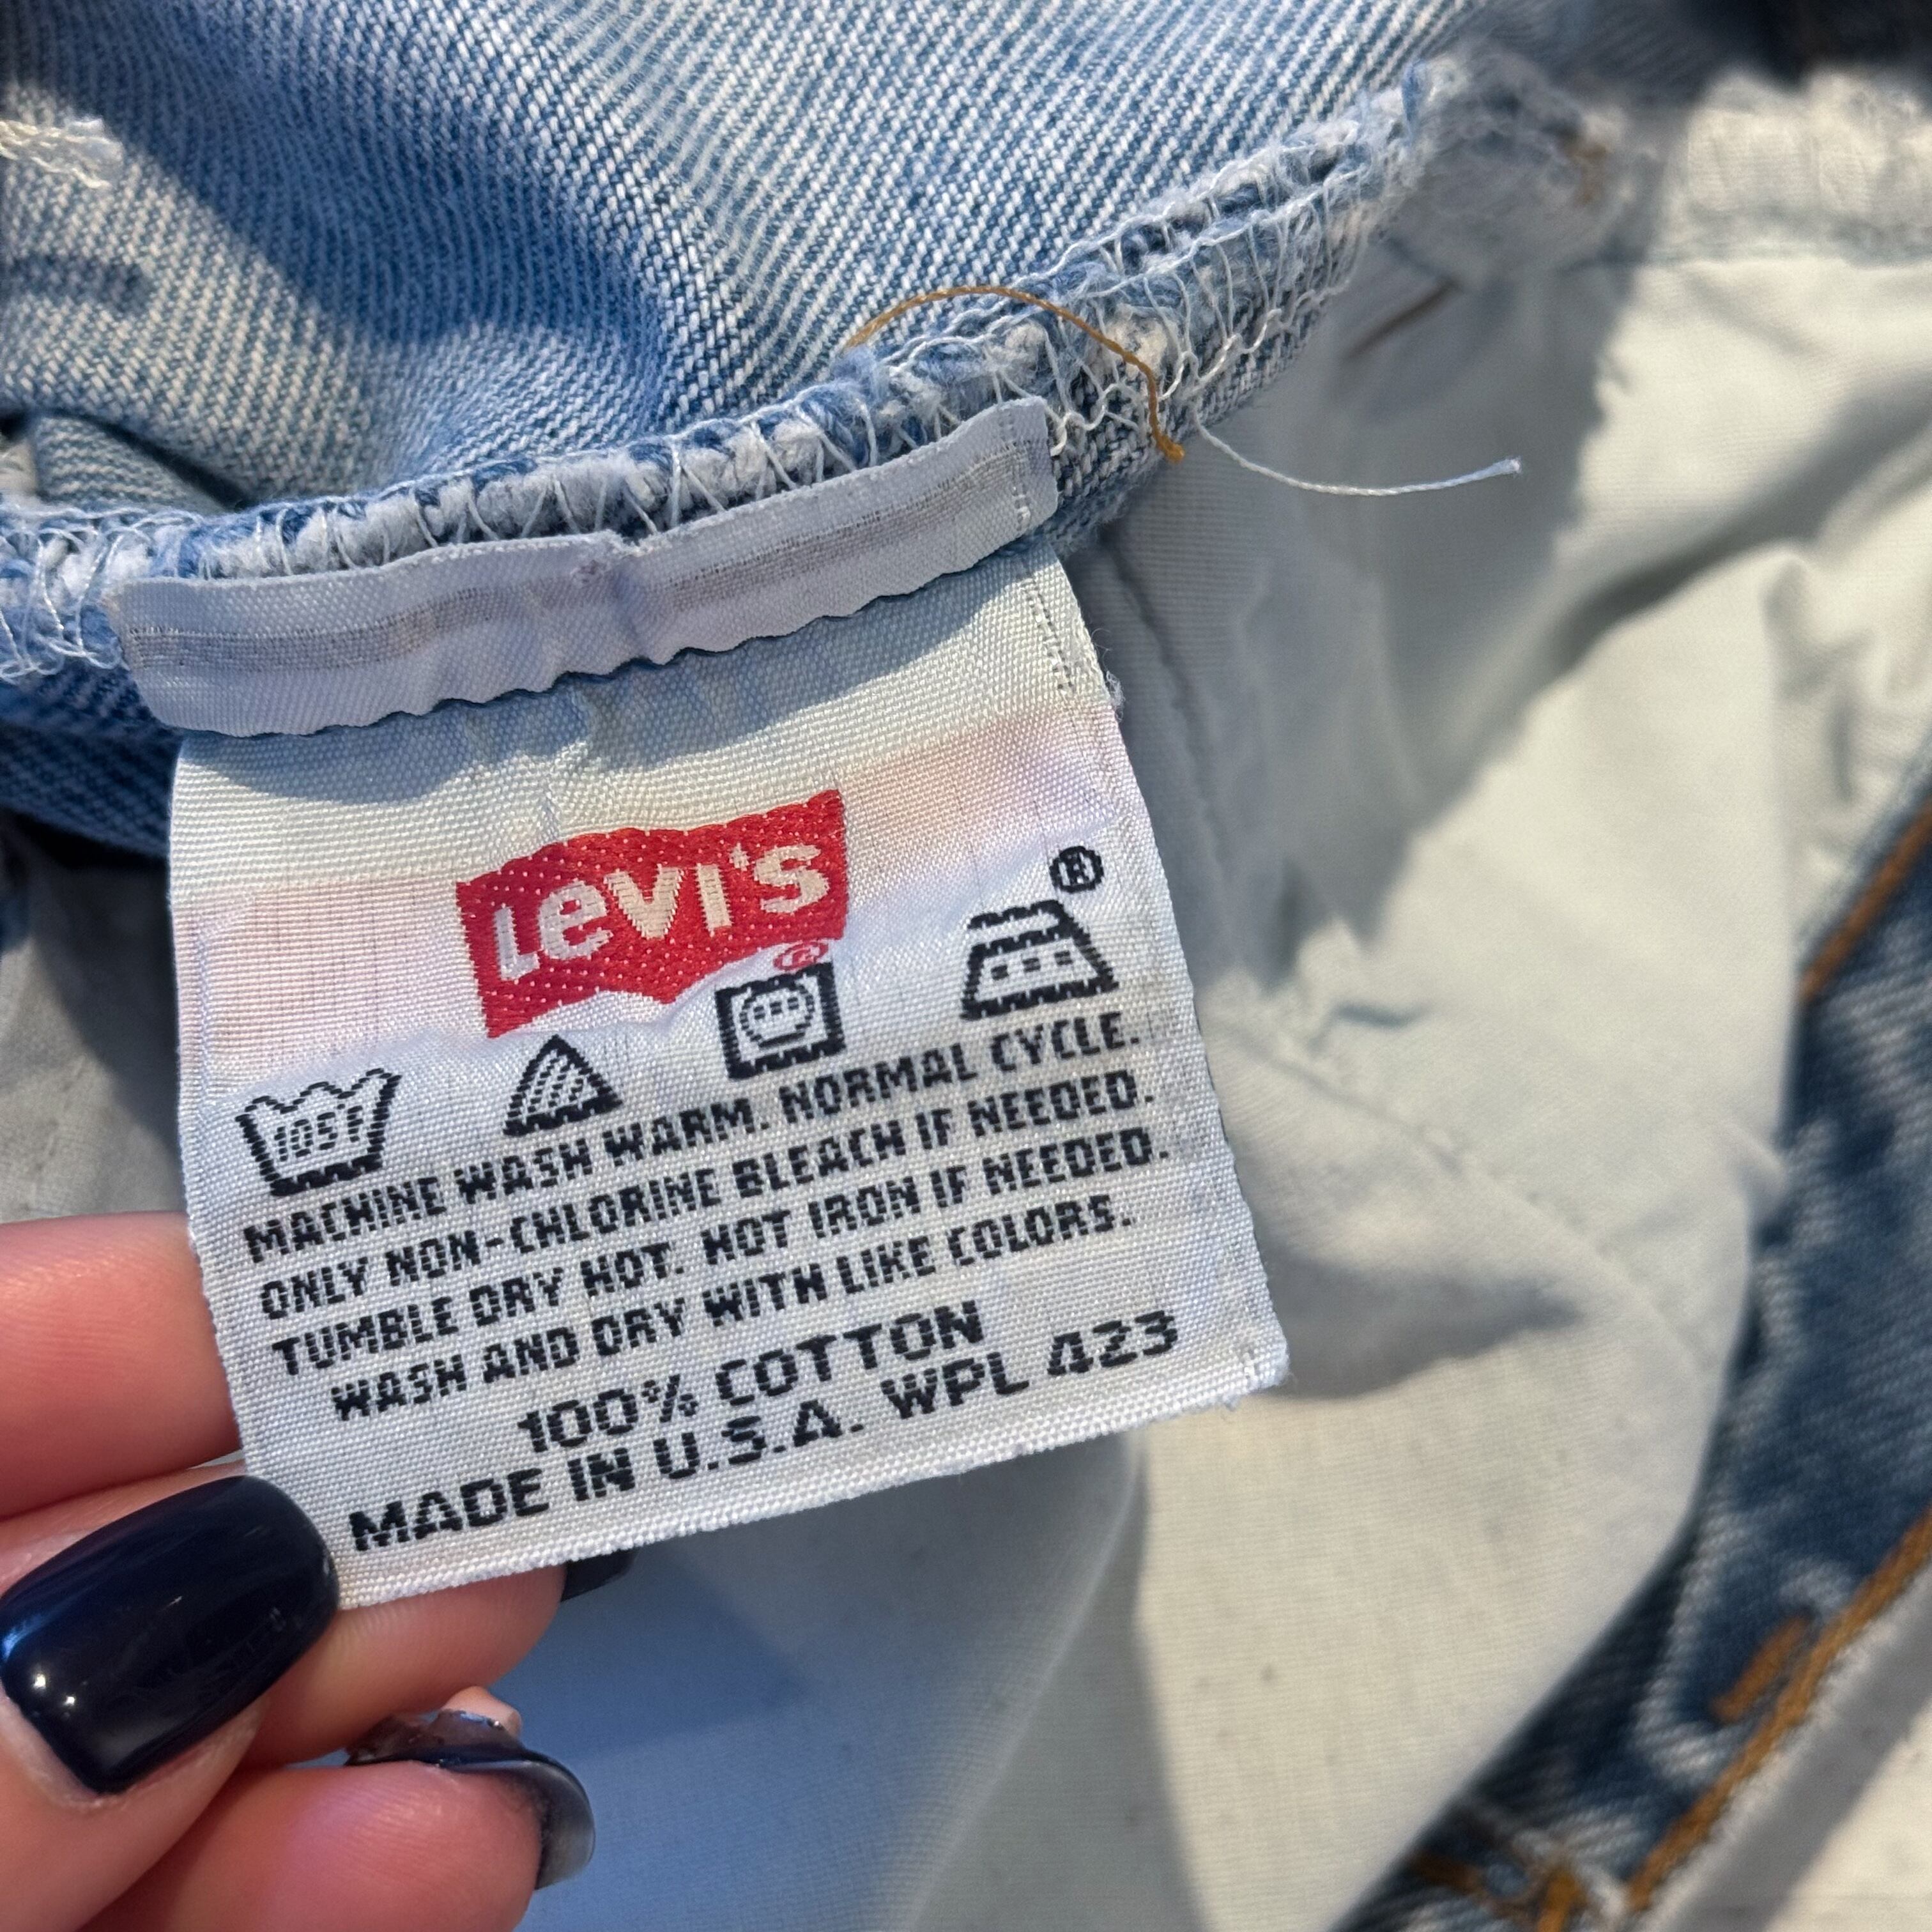 LEVI'S
®
®
105°F
MACHINE WASH WARM. NORMAL CYCLE.
ONLY NON-CHLORINE BLEACH IF NEEDED.
TUMBLE DRY HOT. HOT IRON IF NEEDED.
WASH AND DRY WITH LIKE COLORS.
100% COTTON
MADE IN U.S.A. WPL 423